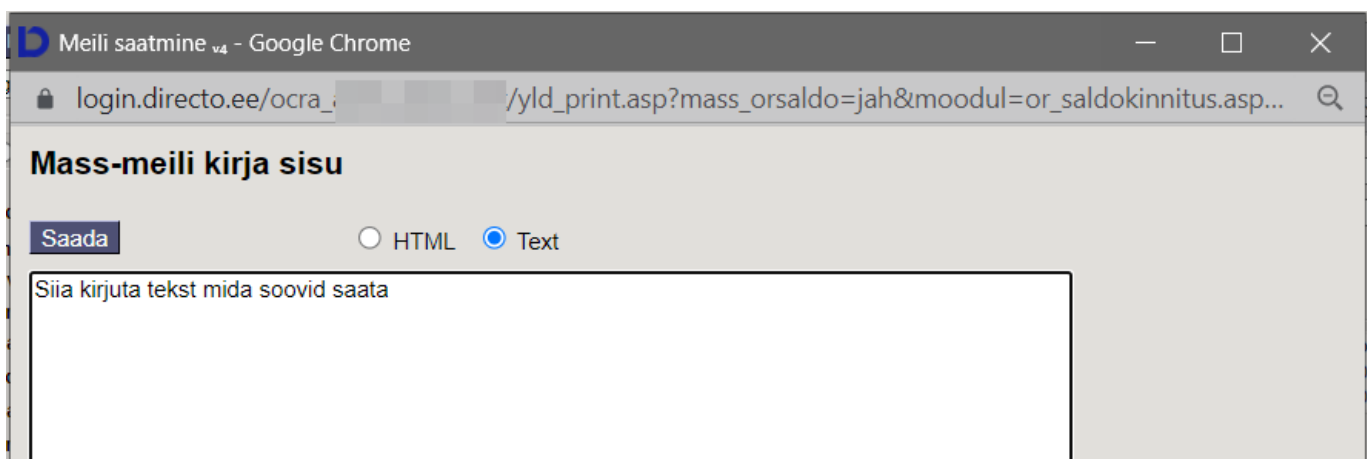 Meili saatmine v4 - Google Chrome
login.directo.ee/ocra_ /yld_print.asp?mass_orsaldo=jah&moodul=or_saldokinnitus.asp...
Mass-meili kirja sisu
Saada HTML Text
Siia kirjuta tekst mida soovid saata